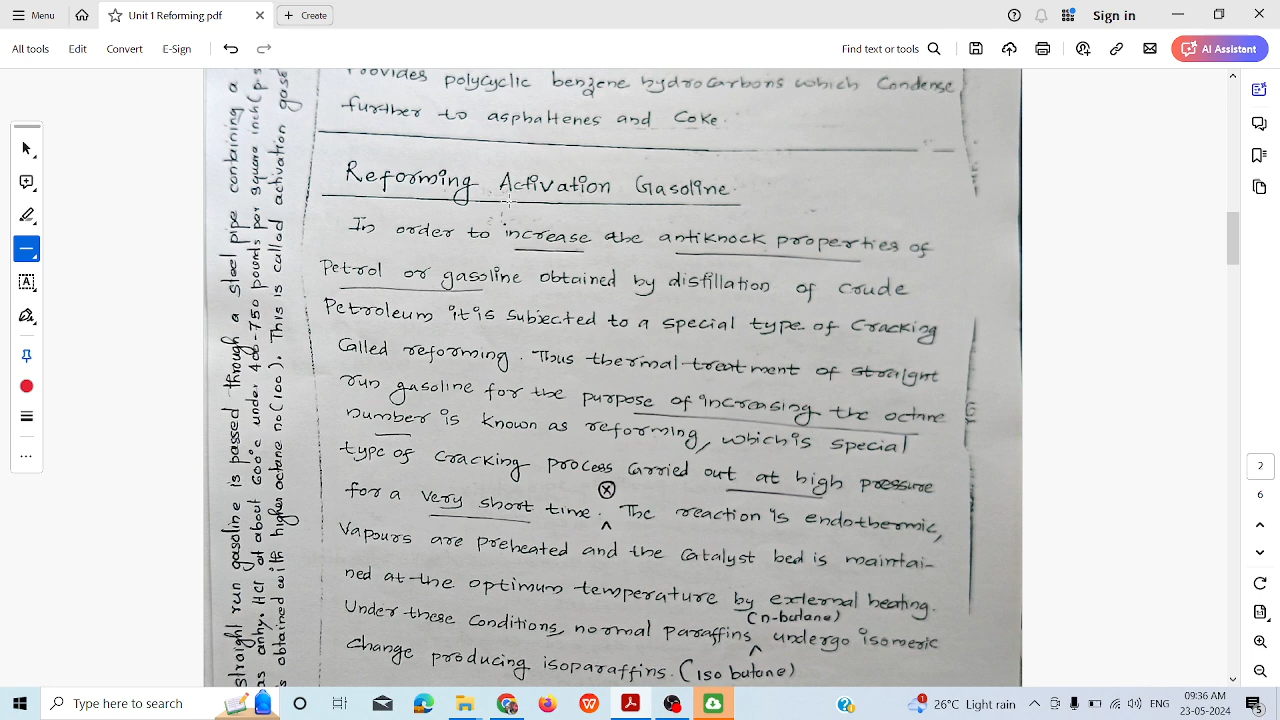 Menu
Unit 1 Reforming.pdf
Create
Sign in
All tools
Edit
Convert
E-Sign
Find text or tools
AI Assistant
Provides polycyclic benzene hydrocarbons which Condense
further to asphaltenes and Coke.
Reforming Activation Gasoline.
In order to increase the antiknock properties of
Petrol or gasoline obtained by distillation of crude
Petroleum it is subjected to a special type of Cracking
Called reforming. Thus thermal treatment of straight
run gasoline for the purpose of increasing the octane
number is known as reforming, which is special
type of cracking process carried out at high pressure
for a very short time. The reaction is endothermic,
Vapours are preheated and the catalyst bed is maintai-
ned at the optimum temperature by external heating.
(n-butane)
Under these conditions, normal paraffins undergo isomeric
change producing isoparaffins. (iso butane)
straight run gasoline is passed through a steel pipe containing a
as anhy. HCl at about 600°c under 400-750 pounds per square inch (p.s
obtained with higher octane no (100). This is called activation gase
2
6
Type here to search
26°C Light rain
ENG
09:36 AM
23-05-2024
1
5